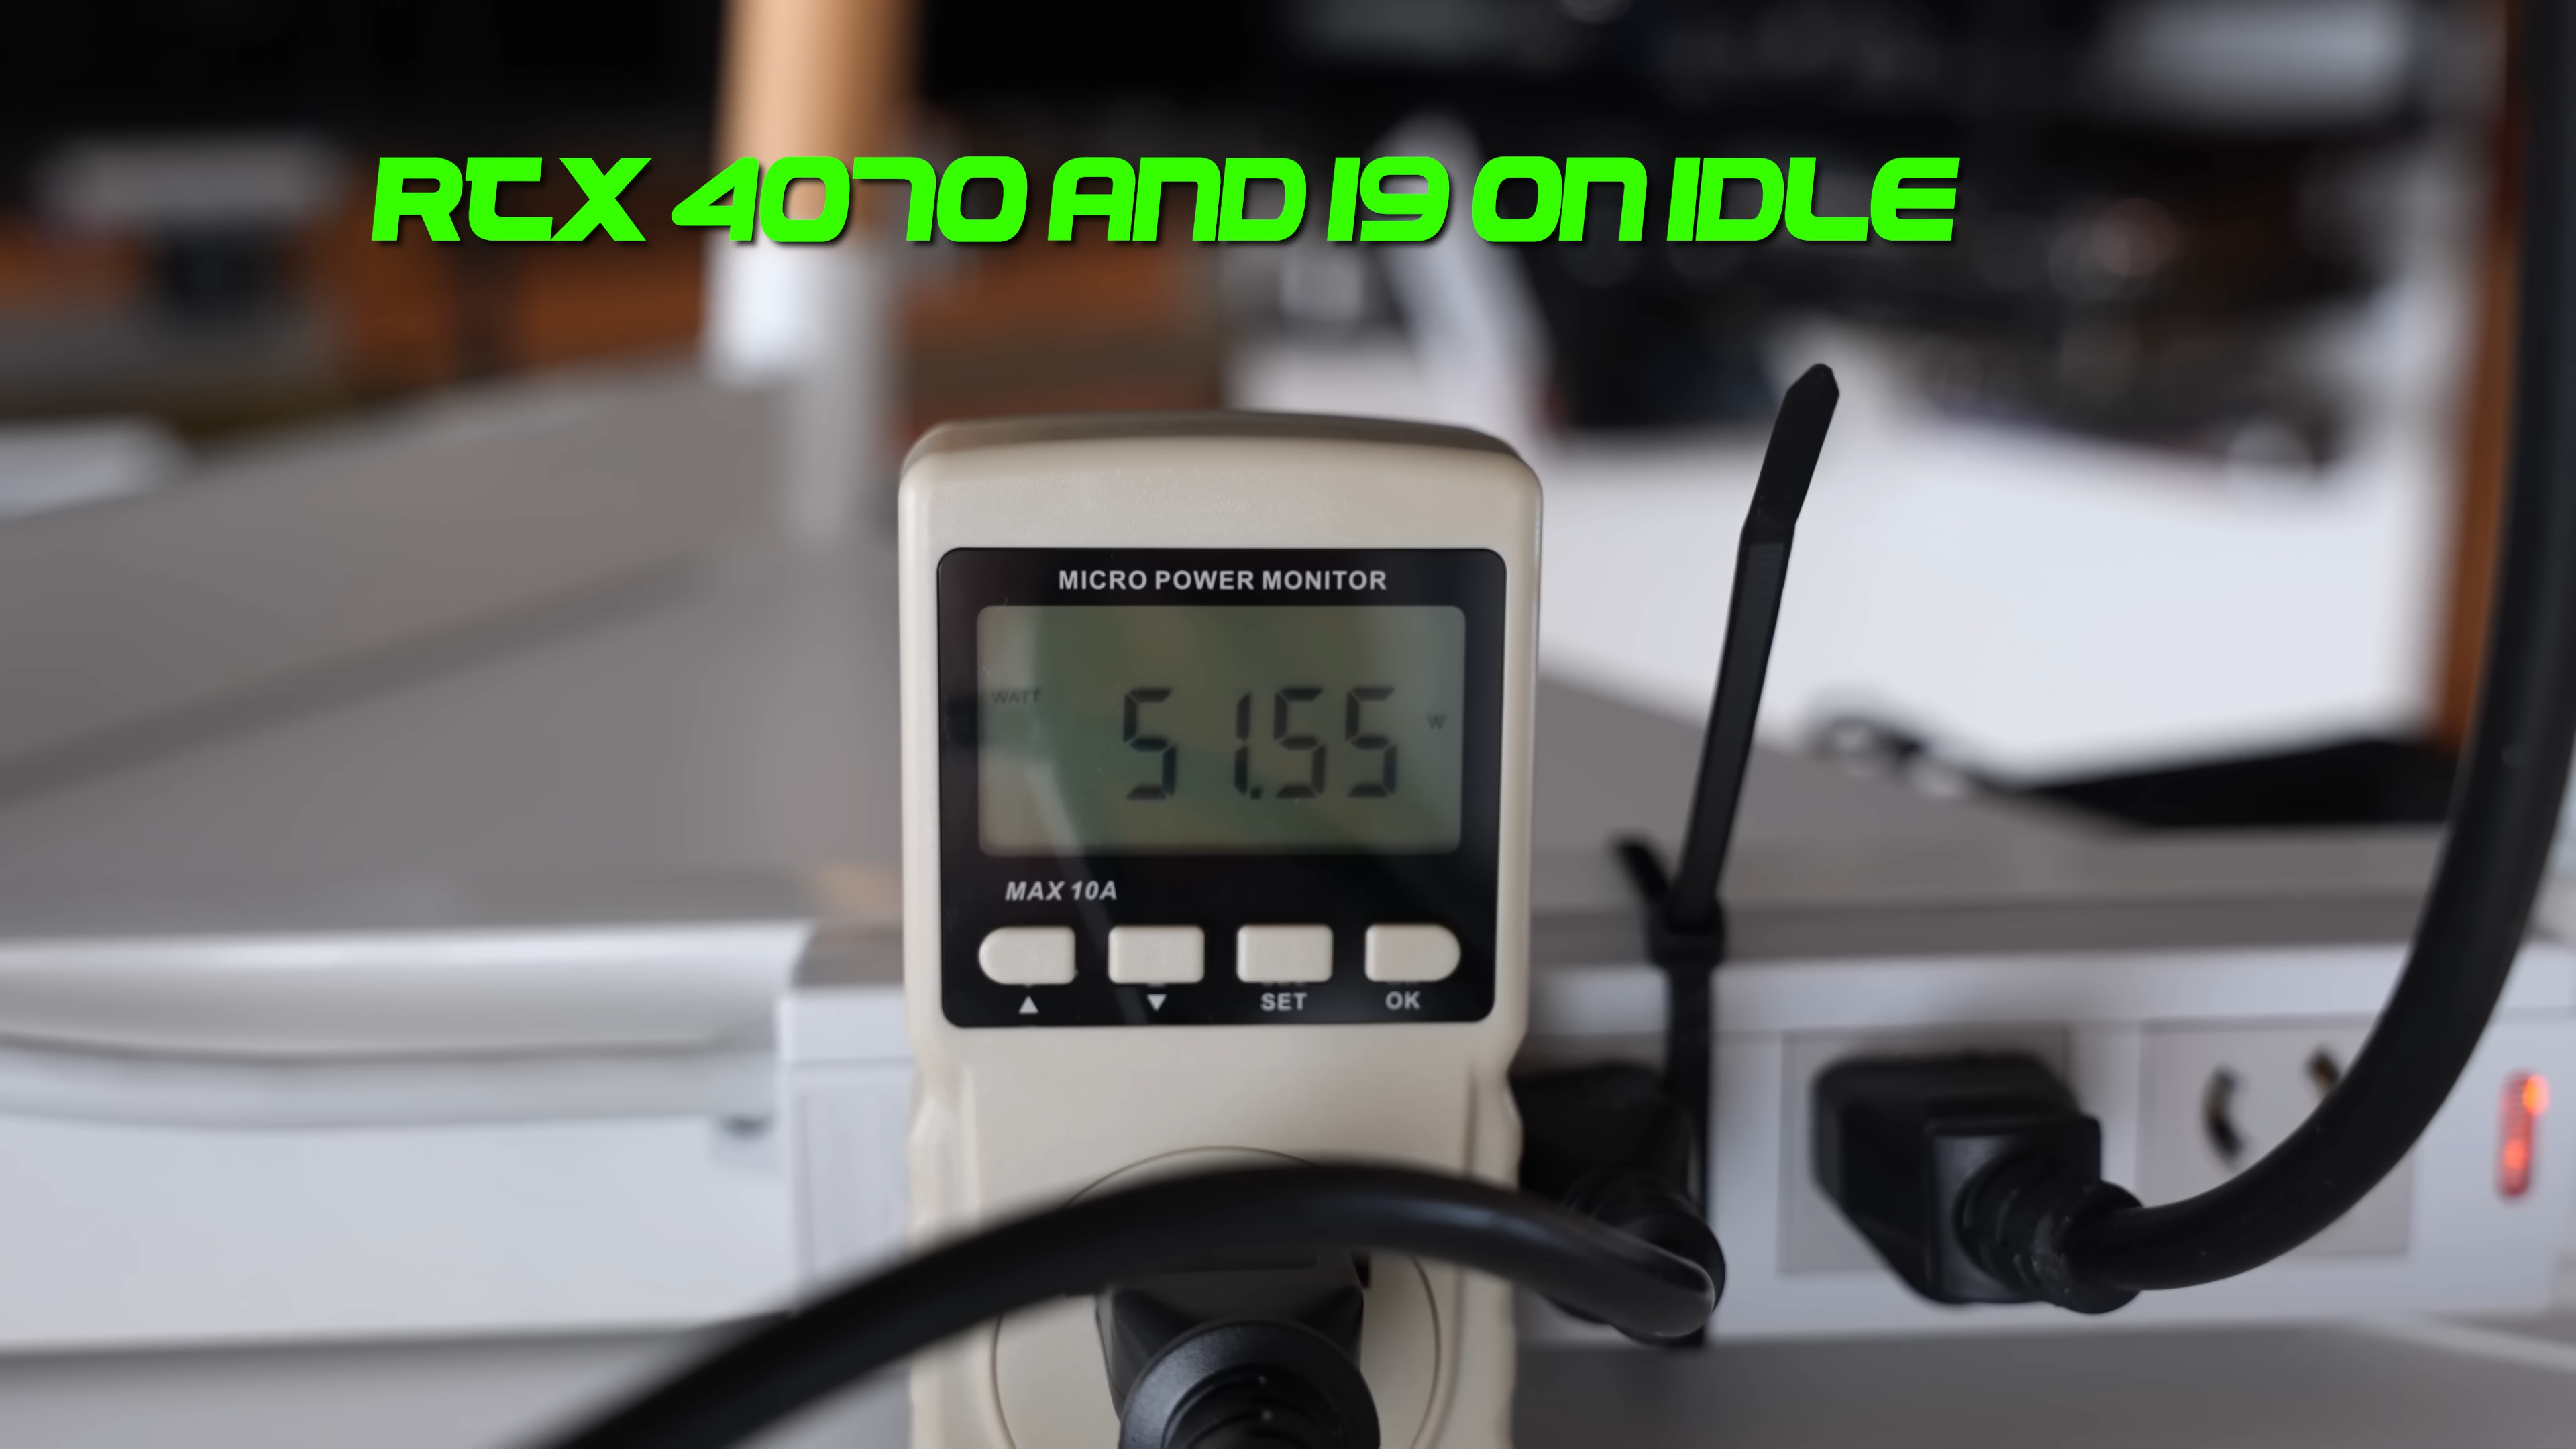 RTX 4070 AND I9 ON IDLE
MICRO POWER MONITOR
WATT
51.55 W
MAX 10A
▲ ▼ SET OK